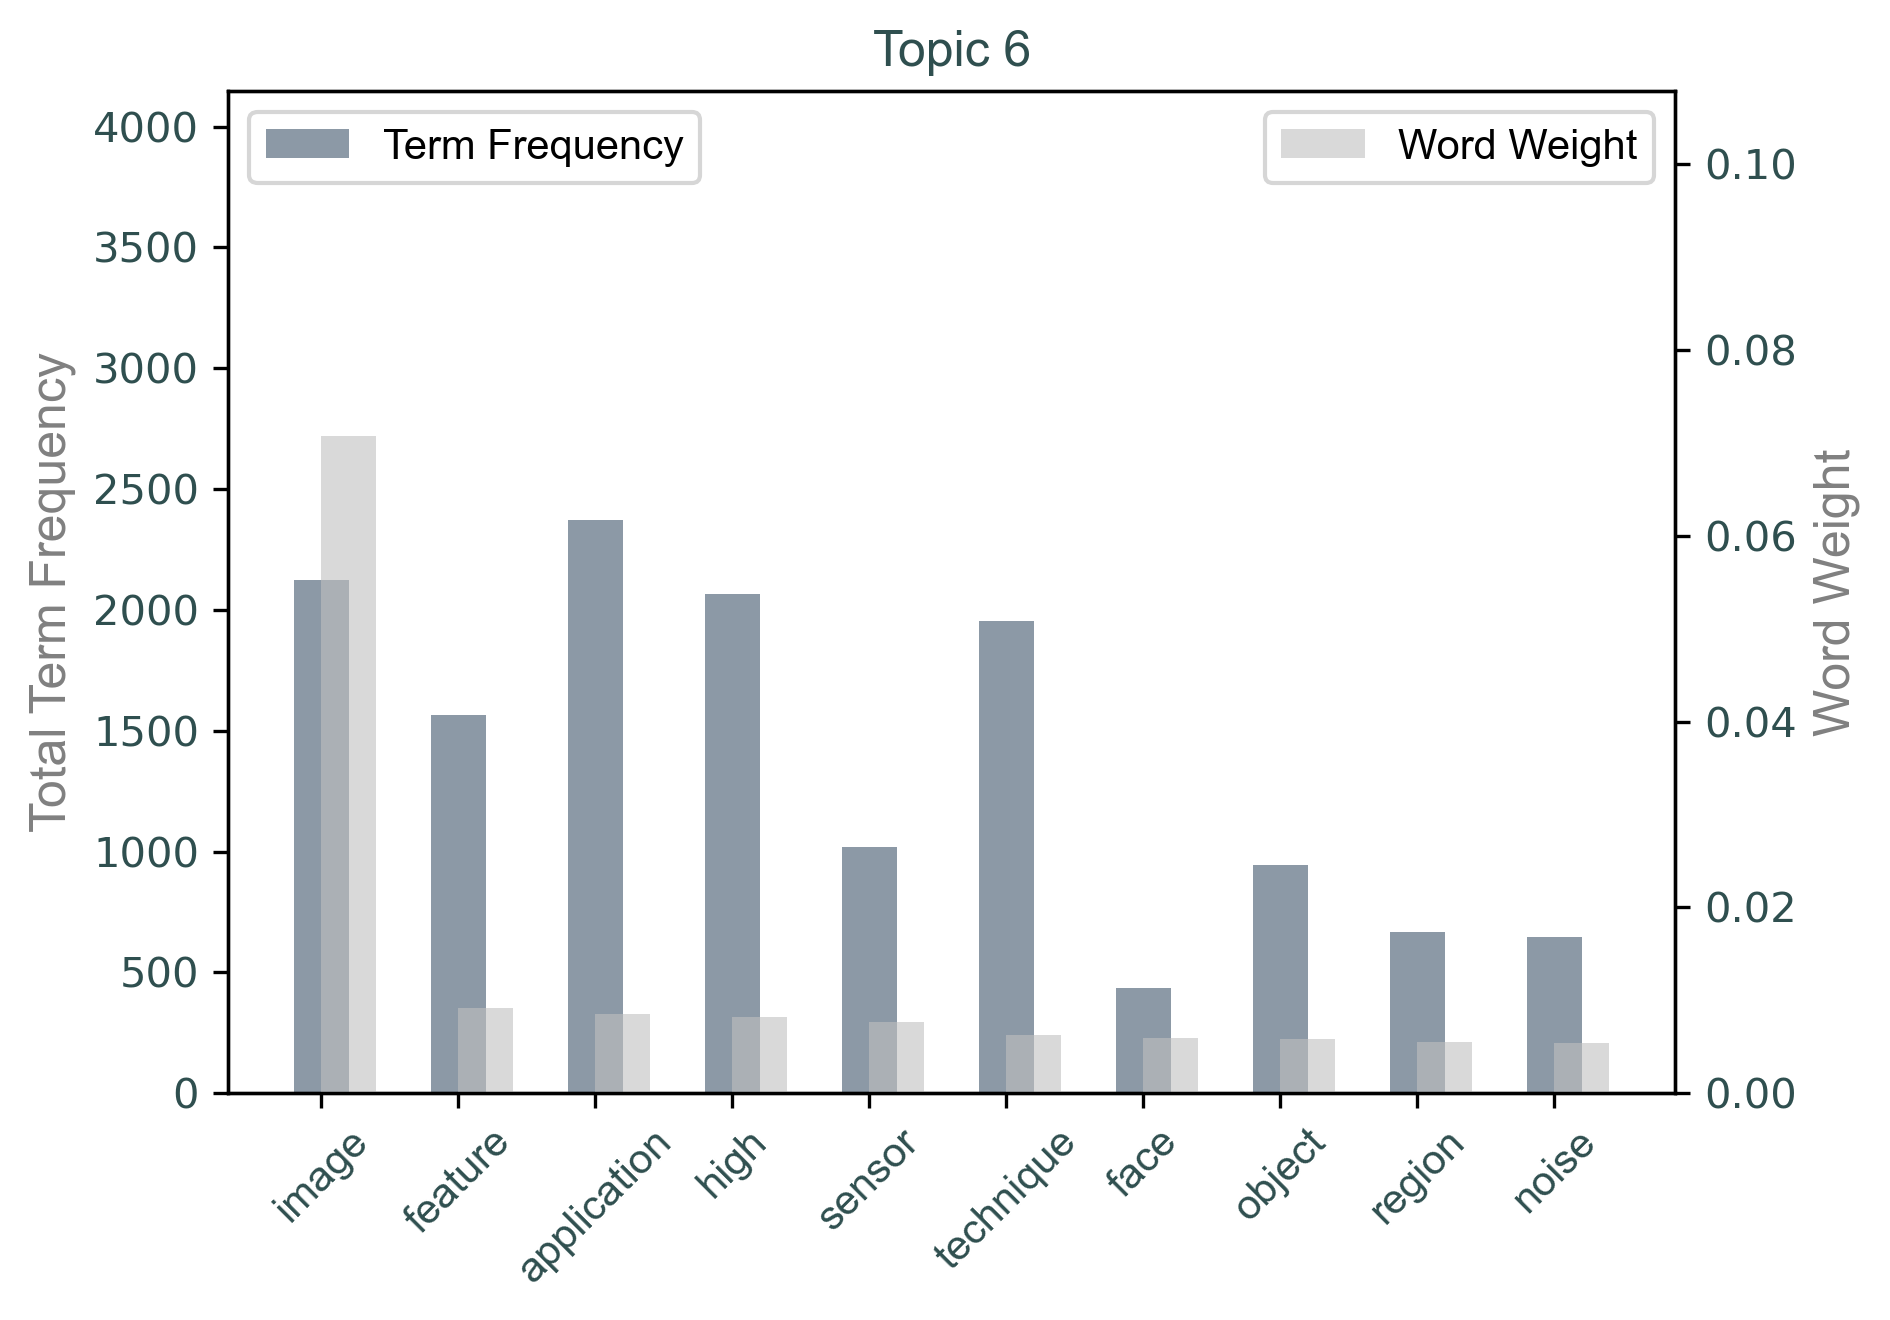 Topic 6
Term Frequency
Word Weight
4000
3500
3000
2500
2000
1500
1000
500
0
Total Term Frequency
0.10
0.08
0.06
0.04
0.02
0.00
Word Weight
image
feature
application
high
sensor
technique
face
object
region
noise